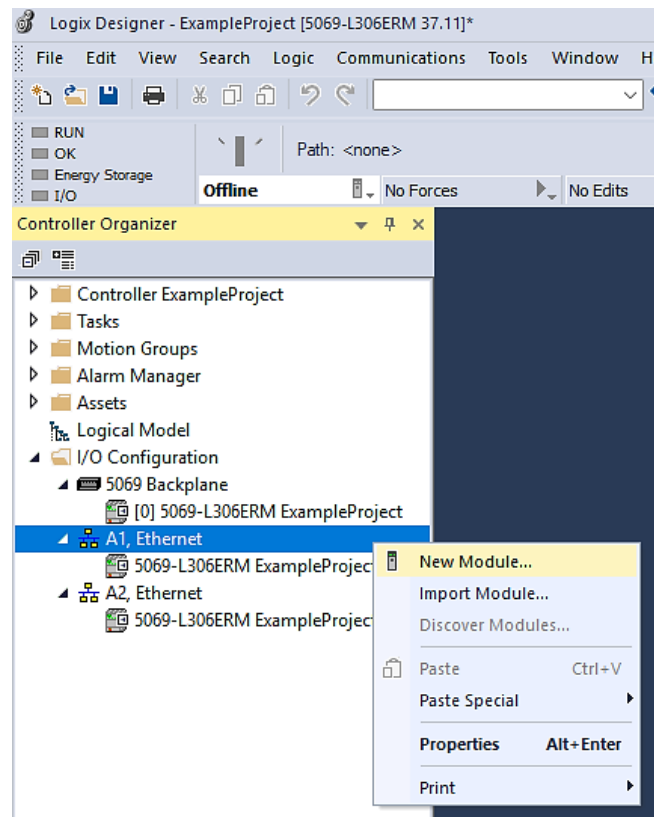 Logix Designer - ExampleProject [5069-L306ERM 37.11]*
File Edit View Search Logic Communications Tools Window H
RUN
OK
Energy Storage
I/O
Path: <none>
Offline No Forces No Edits
Controller Organizer
Controller ExampleProject
Tasks
Motion Groups
Alarm Manager
Assets
Logical Model
I/O Configuration
5069 Backplane
[0] 5069-L306ERM ExampleProject
A1, Ethernet
5069-L306ERM ExampleProjec
A2, Ethernet
5069-L306ERM ExampleProjec
New Module...
Import Module...
Discover Modules...
Paste Ctrl+V
Paste Special
Properties Alt+Enter
Print